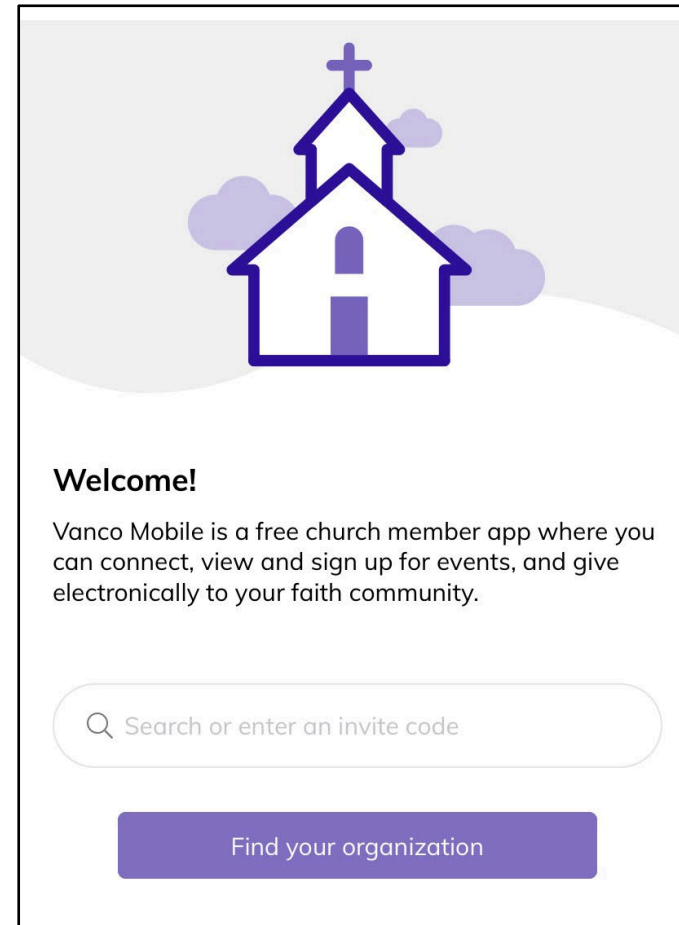 Welcome!
Vanco Mobile is a free church member app where you
can connect, view and sign up for events, and give
electronically to your faith community.
Search or enter an invite code
Find your organization